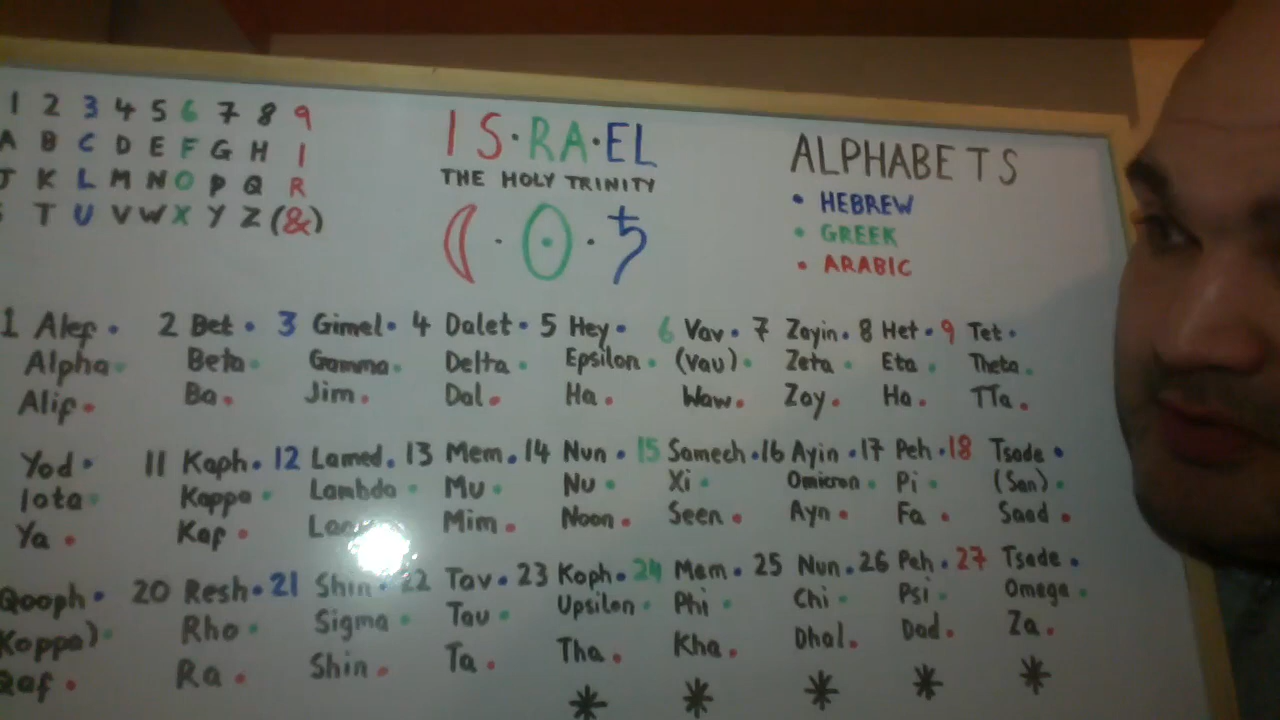 1 2 3 4 5 6 7 8 9
A B C D E F G H I
J K L M N O P Q R
S T U V W X Y Z (&)
IS·RA·EL
THE HOLY TRINITY
☾ · ☉ · ♄
ALPHABETS
• HEBREW
• GREEK
• ARABIC
1 Alef • 2 Bet • 3 Gimel • 4 Dalet • 5 Hey • 6 Vav • 7 Zayin • 8 Het • 9 Tet •
Alpha • Beta • Gamma • Delta • Epsilon • (Vau) • Zeta • Eta • Theta •
Alif • Ba • Jim • Dal • Ha • Waw • Zay • Ha • TTa •
Yod • 11 Kaph • 12 Lamed • 13 Mem • 14 Nun • 15 Samech • 16 Ayin • 17 Peh • 18 Tsade •
Iota • Kappa • Lambda • Mu • Nu • Xi • Omicron • Pi • (San) •
Ya • Kaf • Mim • Noon • Seen • Ayn • Fa • Saad •
Qooph • 20 Resh • 21 Shin • 22 Tav • 23 Kaph • 24 Mem • 25 Nun • 26 Peh • 27 Tsade •
Koppa) • Rho • Sigma • Tau • Upsilon • Phi • Chi • Psi • Omega •
Qaf • Ra • Shin • Ta • Tha • Kha • Dhal • Dad • Za •
* * * * *